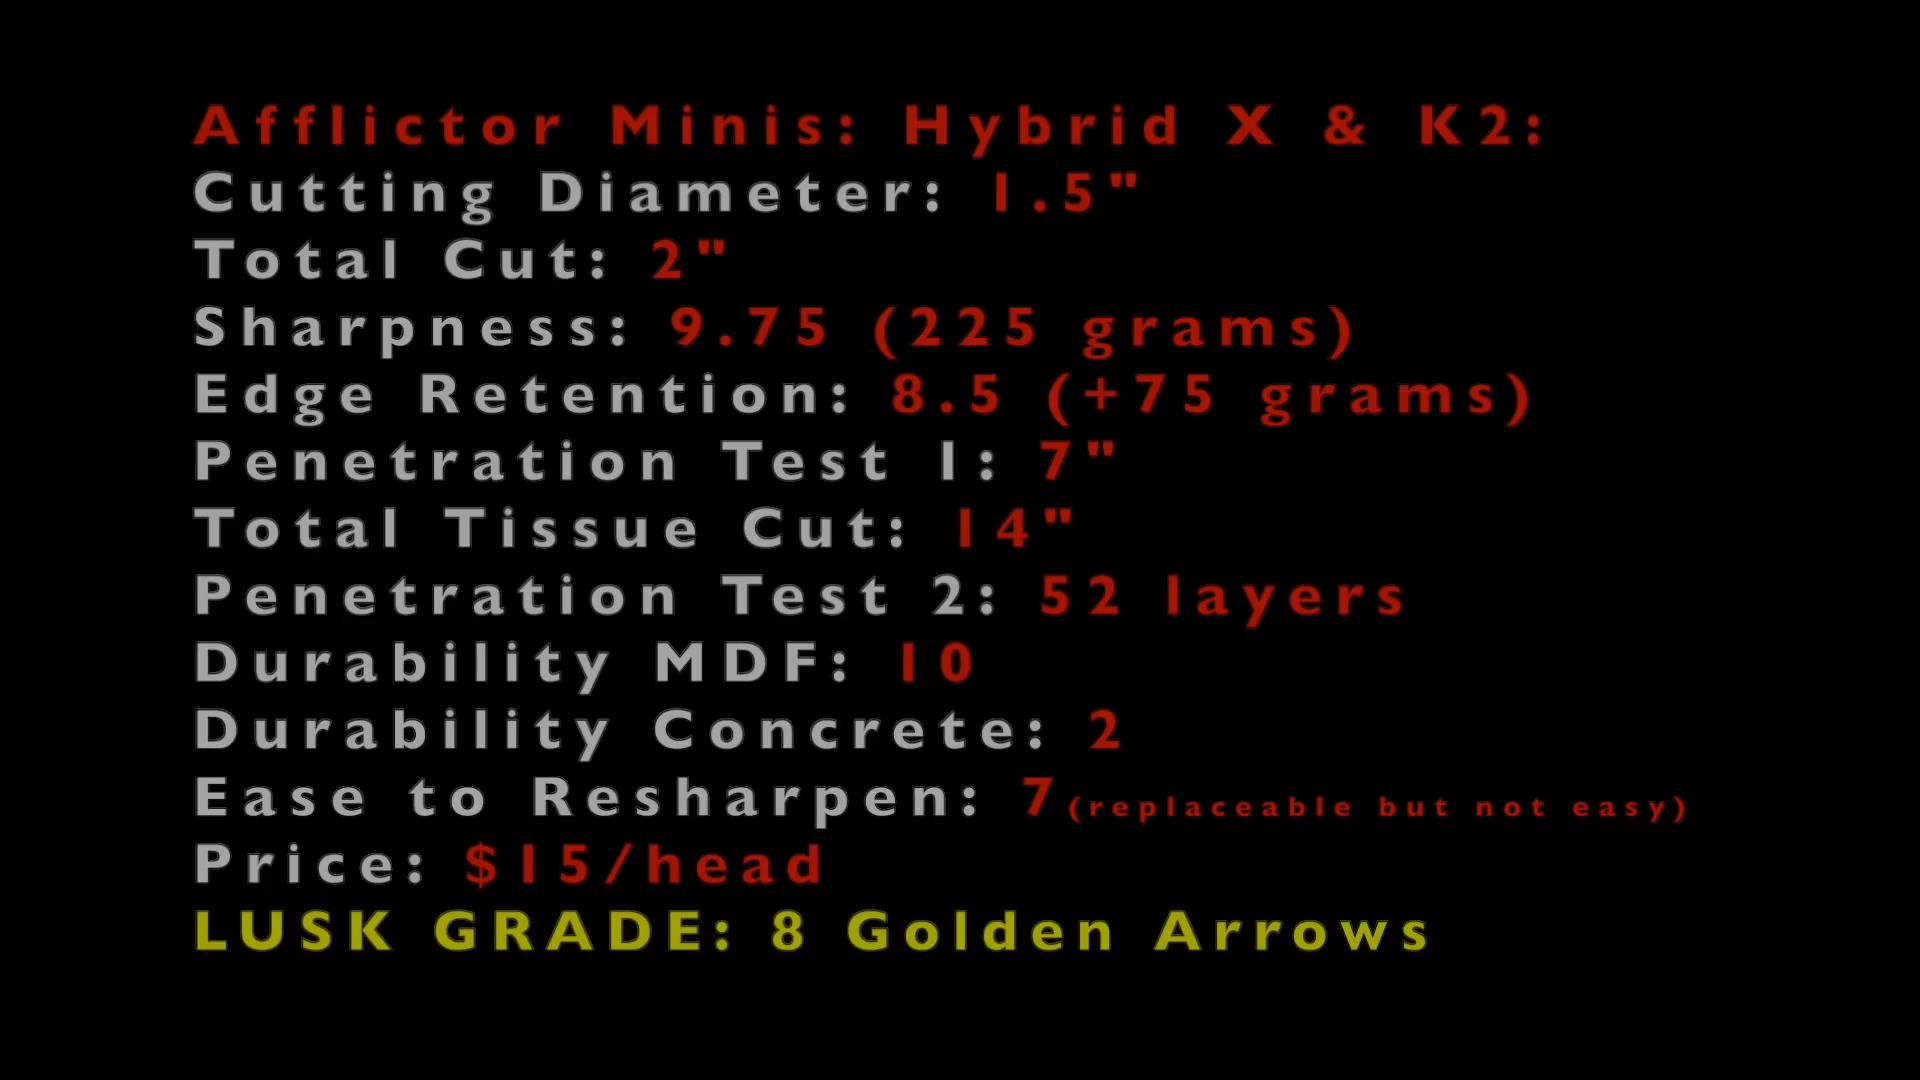 Afflictor Minis: Hybrid X & K2:
Cutting Diameter: 1.5"
Total Cut: 2"
Sharpness: 9.75 (225 grams)
Edge Retention: 8.5 (+75 grams)
Penetration Test 1: 7"
Total Tissue Cut: 14"
Penetration Test 2: 52 layers
Durability MDF: 10
Durability Concrete: 2
Ease to Resharpen: 7 (replaceable but not easy)
Price: $15/head
LUSK GRADE: 8 Golden Arrows